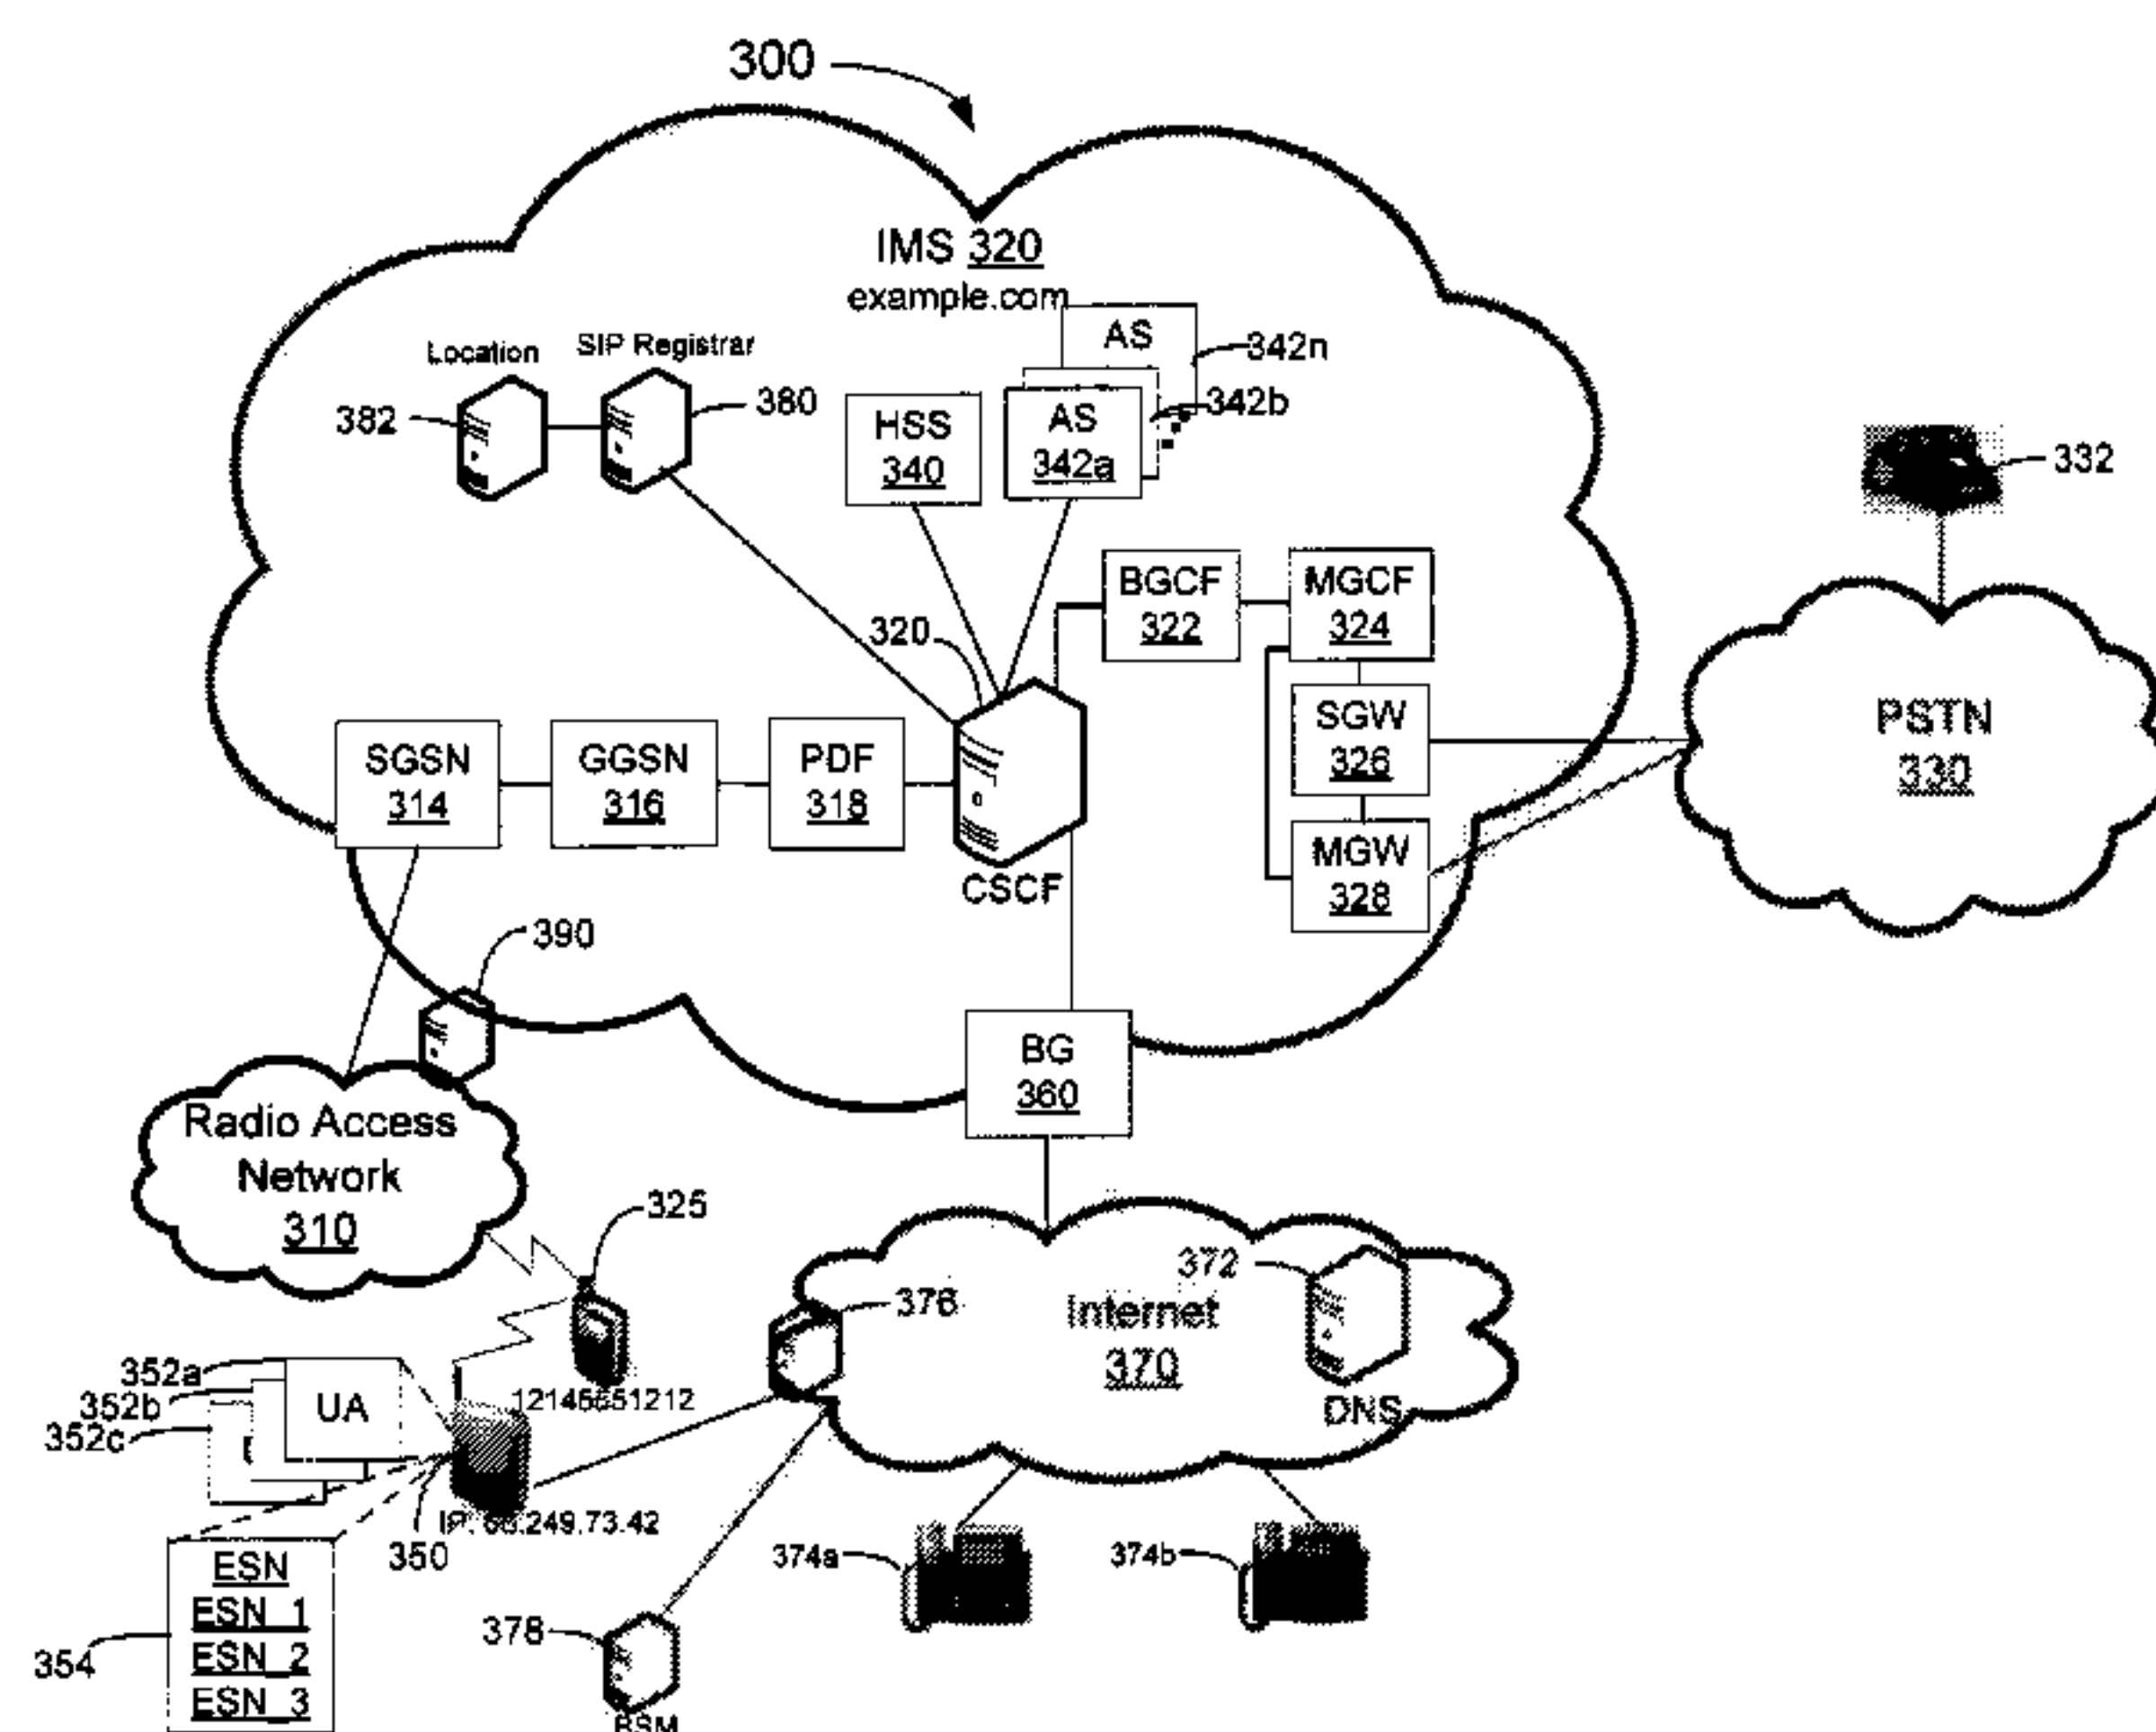 300
IMS 320
example.com
Location
SIP Registrar
382
380
HSS
340
AS
342n
342b
AS
342a
332
BGCF
322
MGCF
324
320
SGW
326
MGW
328
PSTN
330
SGSN
314
GGSN
316
PDF
318
CSCF
390
BG
360
Radio Access
Network
310
325
376
372
Internet
370
DNS
352a
352b
352c
UA
350
249.73.42
ESN
ESN_1
ESN_2
ESN_3
354
378
374a
374b